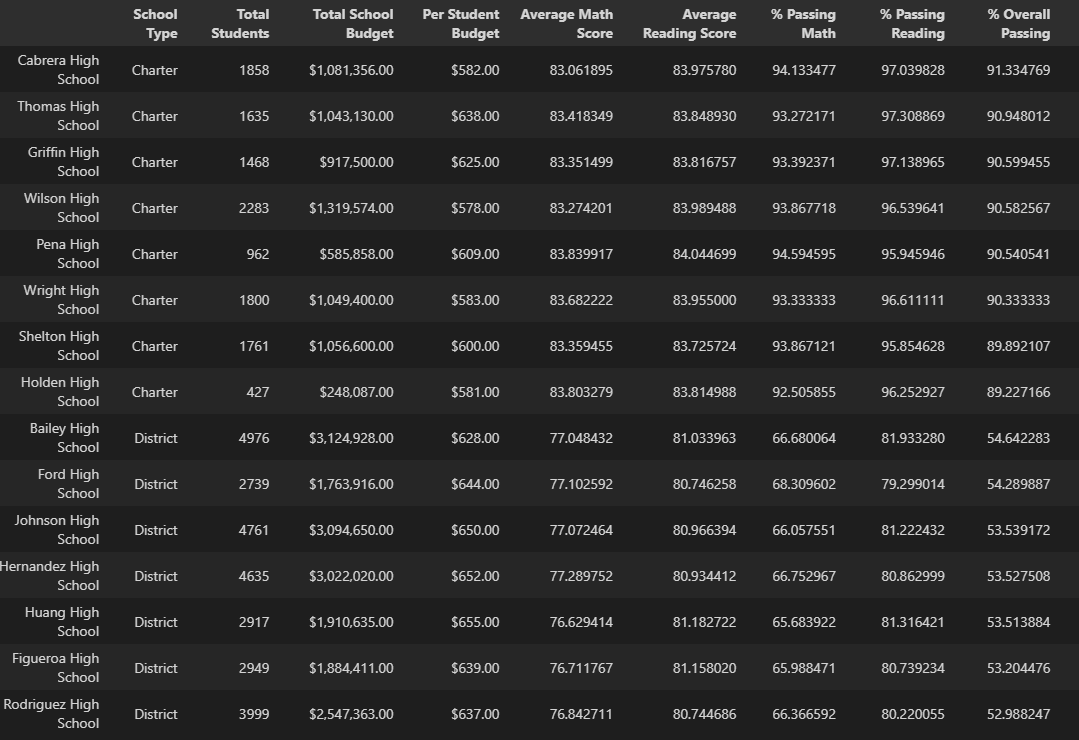 School Type Total Students Total School Budget Per Student Budget Average Math Score Average Reading Score % Passing Math % Passing Reading % Overall Passing
Cabrera High School Charter 1858 $1,081,356.00 $582.00 83.061895 83.975780 94.133477 97.039828 91.334769
Thomas High School Charter 1635 $1,043,130.00 $638.00 83.418349 83.848930 93.272171 97.308869 90.948012
Griffin High School Charter 1468 $917,500.00 $625.00 83.351499 83.816757 93.392371 97.138965 90.599455
Wilson High School Charter 2283 $1,319,574.00 $578.00 83.274201 83.989488 93.867718 96.539641 90.582567
Pena High School Charter 962 $585,858.00 $609.00 83.839917 84.044699 94.594595 95.945946 90.540541
Wright High School Charter 1800 $1,049,400.00 $583.00 83.682222 83.955000 93.333333 96.611111 90.333333
Shelton High School Charter 1761 $1,056,600.00 $600.00 83.359455 83.725724 93.867121 95.854628 89.892107
Holden High School Charter 427 $248,087.00 $581.00 83.803279 83.814988 92.505855 96.252927 89.227166
Bailey High School District 4976 $3,124,928.00 $628.00 77.048432 81.033963 66.680064 81.933280 54.642283
Ford High School District 2739 $1,763,916.00 $644.00 77.102592 80.746258 68.309602 79.299014 54.289887
Johnson High School District 4761 $3,094,650.00 $650.00 77.072464 80.966394 66.057551 81.222432 53.539172
Hernandez High School District 4635 $3,022,020.00 $652.00 77.289752 80.934412 66.752967 80.862999 53.527508
Huang High School District 2917 $1,910,635.00 $655.00 76.629414 81.182722 65.683922 81.316421 53.513884
Figueroa High School District 2949 $1,884,411.00 $639.00 76.711767 81.158020 65.988471 80.739234 53.204476
Rodriguez High School District 3999 $2,547,363.00 $637.00 76.842711 80.744686 66.366592 80.220055 52.988247